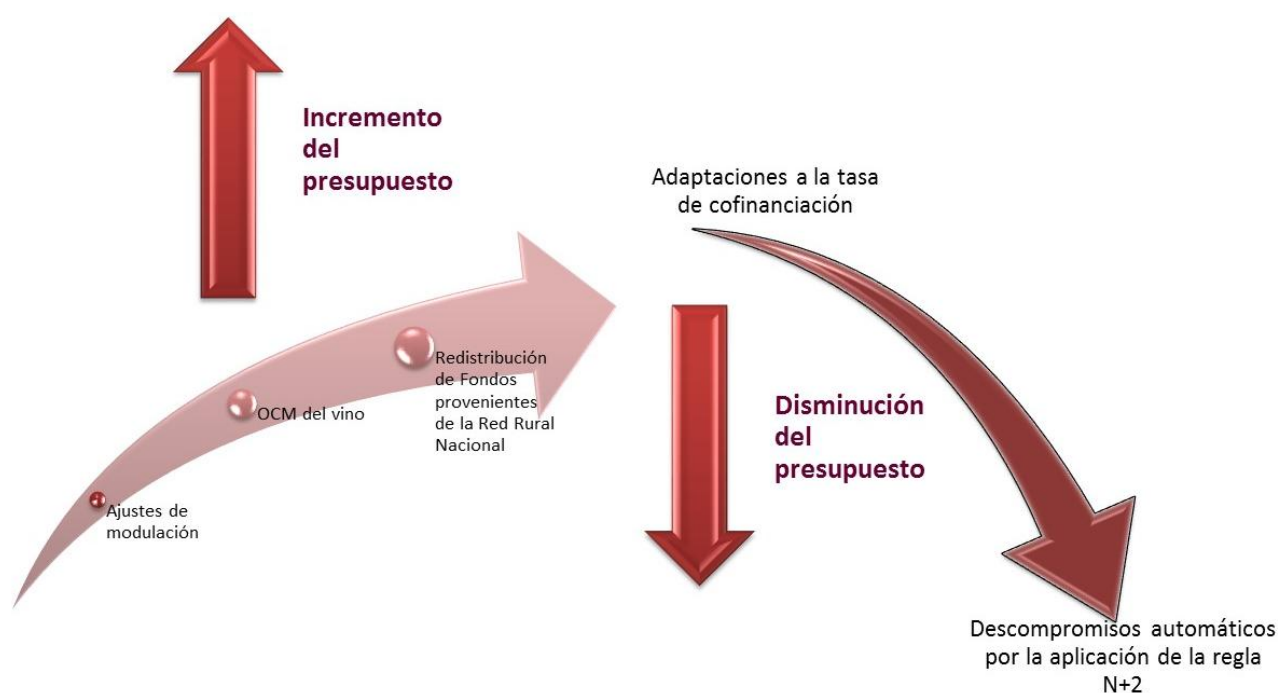 Incremento
del
presupuesto
Adaptaciones a la tasa
de cofinanciación
Redistribución
de Fondos
provenientes
de la Red Rural
Nacional
OCM del vino
Ajustes de
modulación
Disminución
del
presupuesto
Descompromisos automáticos
por la aplicación de la regla
N+2